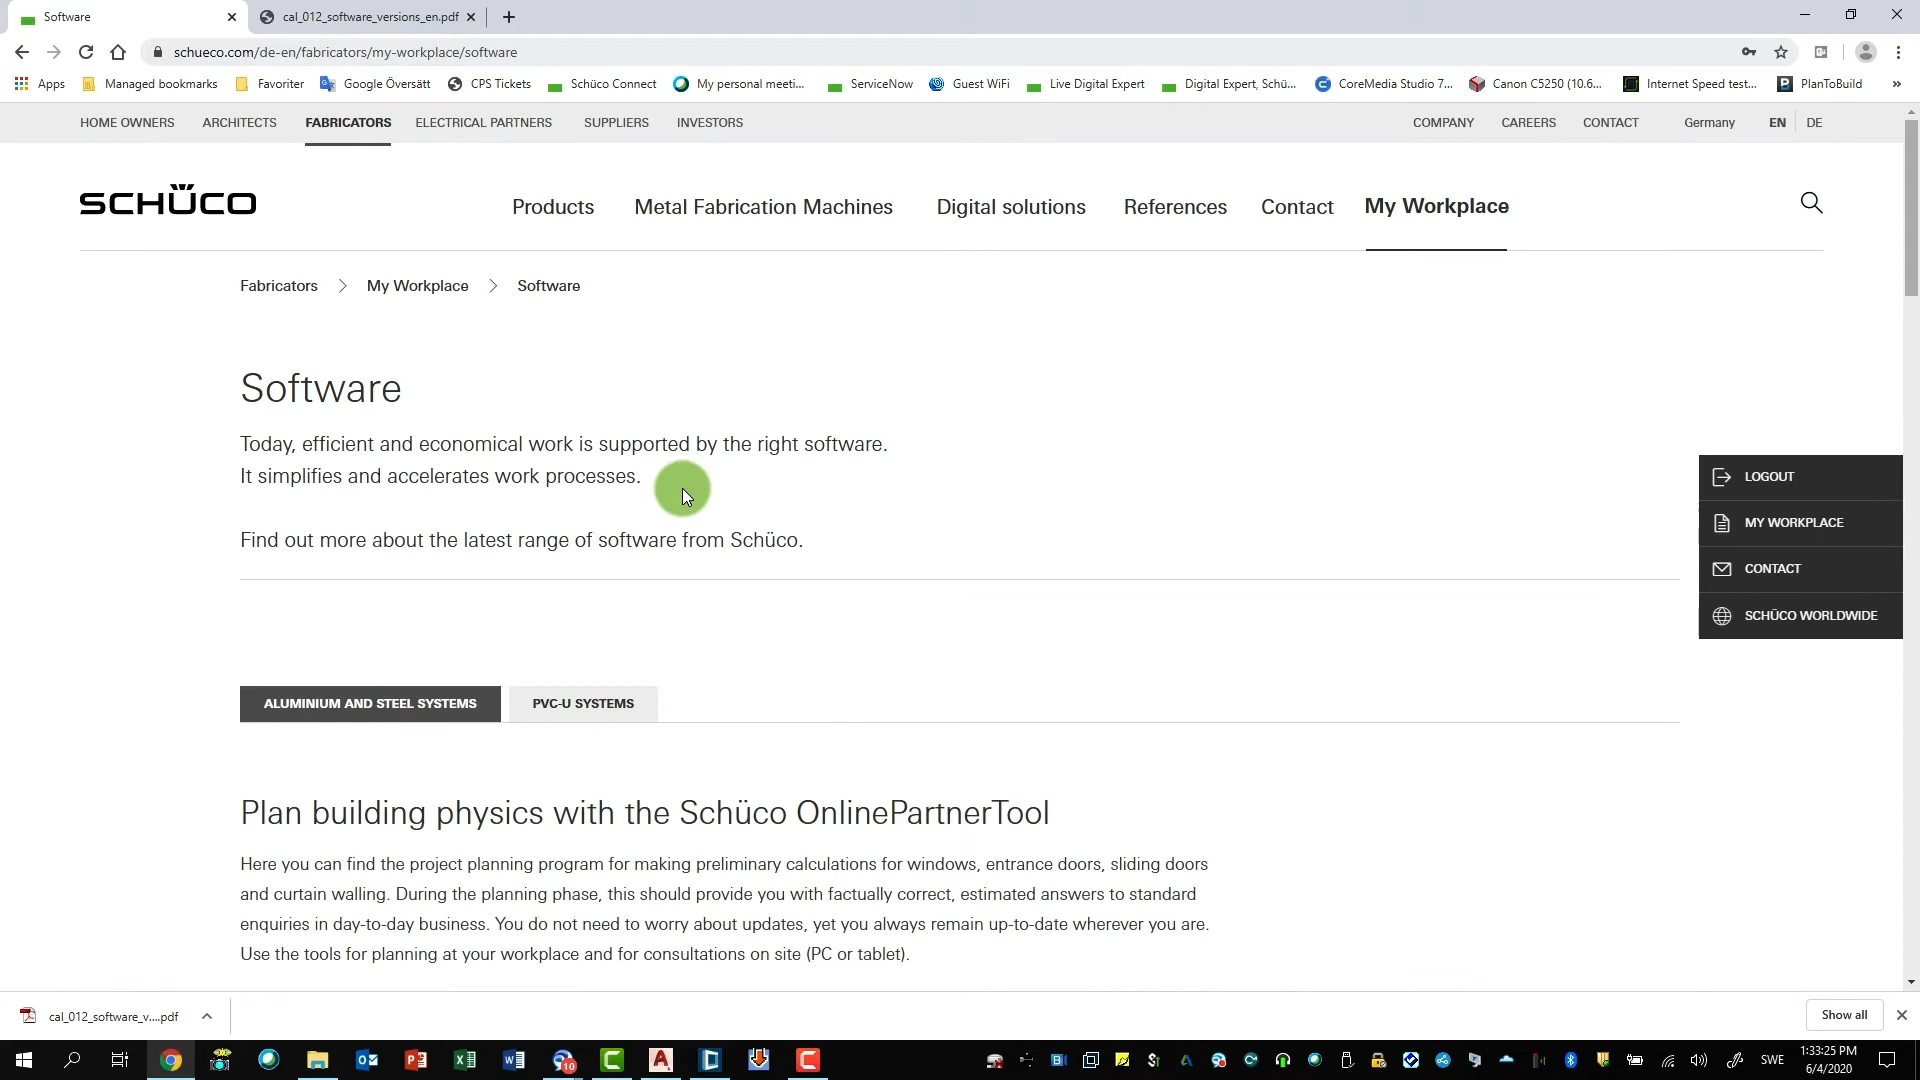 Software
cal_012_software_versions_en.pdf
schueco.com/de-en/fabricators/my-workplace/software
Apps
Managed bookmarks
Favoriter
Google Översätt
CPS Tickets
Schüco Connect
My personal meeti...
ServiceNow
Guest WiFi
Live Digital Expert
Digital Expert, Schü...
CoreMedia Studio 7...
Canon C5250 (10.6...
Internet Speed test...
PlanToBuild
»
HOME OWNERS
ARCHITECTS
FABRICATORS
ELECTRICAL PARTNERS
SUPPLIERS
INVESTORS
COMPANY
CAREERS
CONTACT
Germany
EN
DE
SCHÜCO
Products
Metal Fabrication Machines
Digital solutions
References
Contact
My Workplace
Fabricators
My Workplace
Software
Software
Today, efficient and economical work is supported by the right software.
It simplifies and accelerates work processes.
Find out more about the latest range of software from Schüco.
LOGOUT
MY WORKPLACE
CONTACT
SCHÜCO WORLDWIDE
ALUMINIUM AND STEEL SYSTEMS
PVC-U SYSTEMS
Plan building physics with the Schüco OnlinePartnerTool
Here you can find the project planning program for making preliminary calculations for windows, entrance doors, sliding doors
and curtain walling. During the planning phase, this should provide you with factually correct, estimated answers to standard
enquiries in day-to-day business. You do not need to worry about updates, yet you always remain up-to-date wherever you are.
Use the tools for planning at your workplace and for consultations on site (PC or tablet).
cal_012_software_v....pdf
Show all
10
SWE
1:33:25 PM
6/4/2020